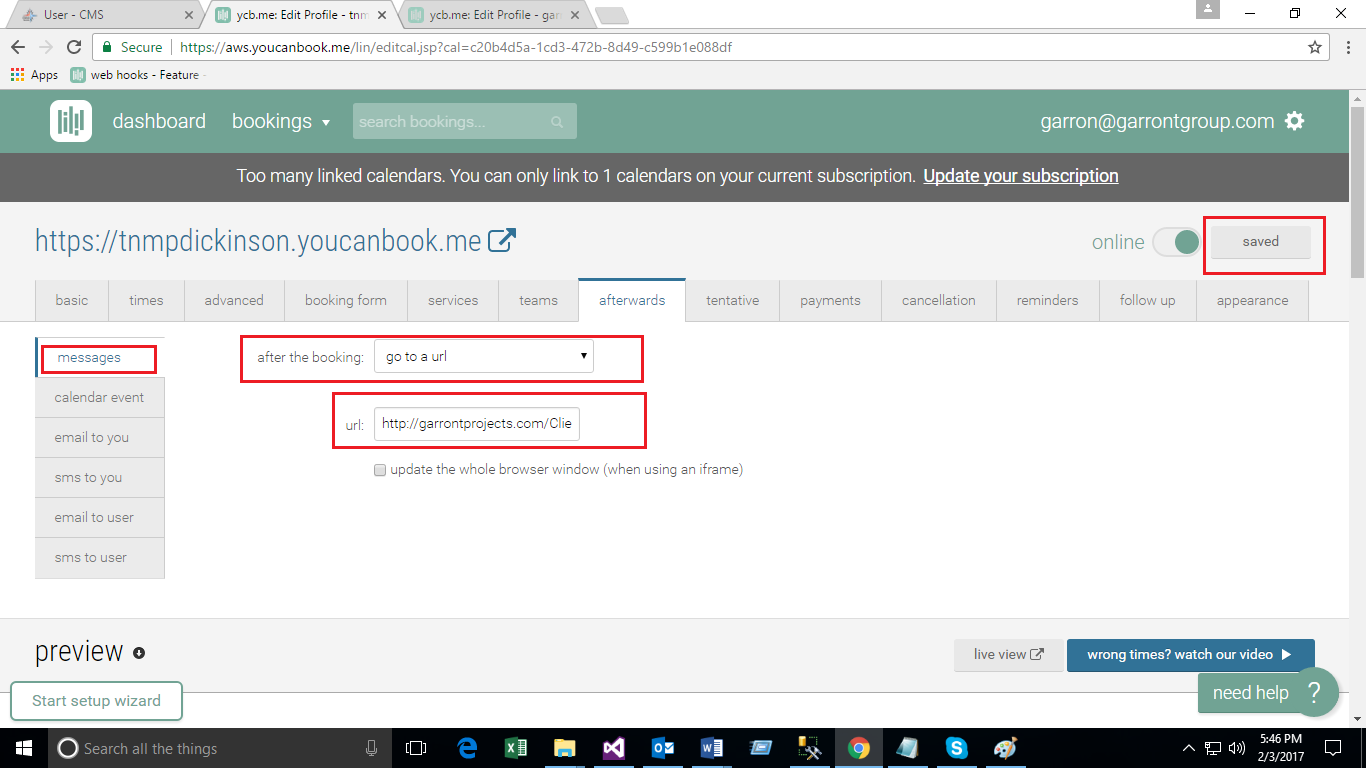 User - CMS
ycb.me: Edit Profile - tnm
ycb.me: Edit Profile - gar
Secure
https://aws.youcanbook.me/lin/editcal.jsp?cal=c20b4d5a-1cd3-472b-8d49-c599b1e088df
Apps
web hooks - Feature -
dashboard
bookings
search bookings...
garron@garrontgroup.com
Too many linked calendars. You can only link to 1 calendars on your current subscription. Update your subscription
https://tnmpdickinson.youcanbook.me
online
saved
basic
times
advanced
booking form
services
teams
afterwards
tentative
payments
cancellation
reminders
follow up
appearance
messages
calendar event
email to you
sms to you
email to user
sms to user
after the booking:
go to a url
url:
http://garrontprojects.com/Clie
update the whole browser window (when using an iframe)
preview
live view
wrong times? watch our video
Start setup wizard
need help ?
Search all the things
5:46 PM
2/3/2017